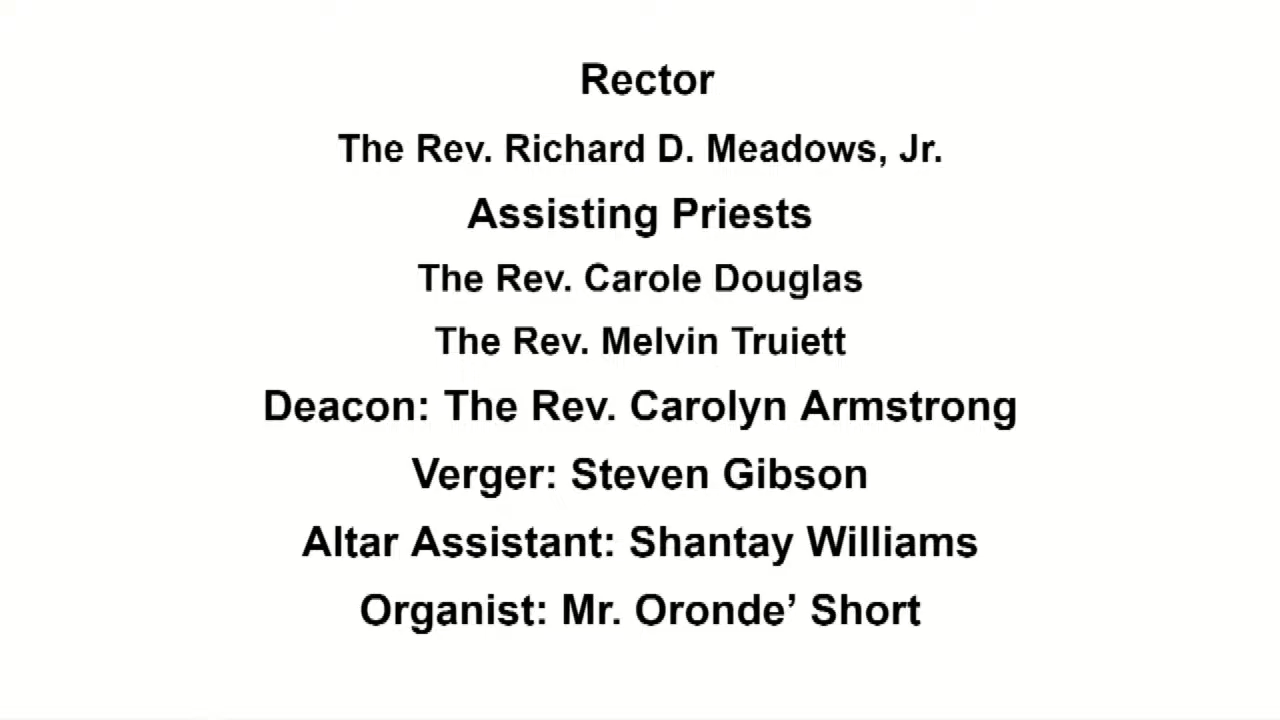 Rector
The Rev. Richard D. Meadows, Jr.
Assisting Priests
The Rev. Carole Douglas
The Rev. Melvin Truiett
Deacon: The Rev. Carolyn Armstrong
Verger: Steven Gibson
Altar Assistant: Shantay Williams
Organist: Mr. Oronde’ Short